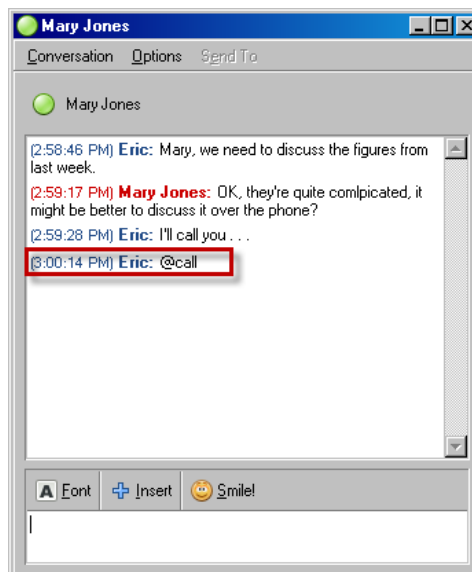 Mary Jones
Conversation Options Send To
Mary Jones
(2:58:46 PM) Eric: Mary, we need to discuss the figures from
last week.
(2:59:17 PM) Mary Jones: OK, they're quite comlpicated, it
might be better to discuss it over the phone?
(2:59:28 PM) Eric: I'll call you . . .
(3:00:14 PM) Eric: @call
A Font Insert Smile!